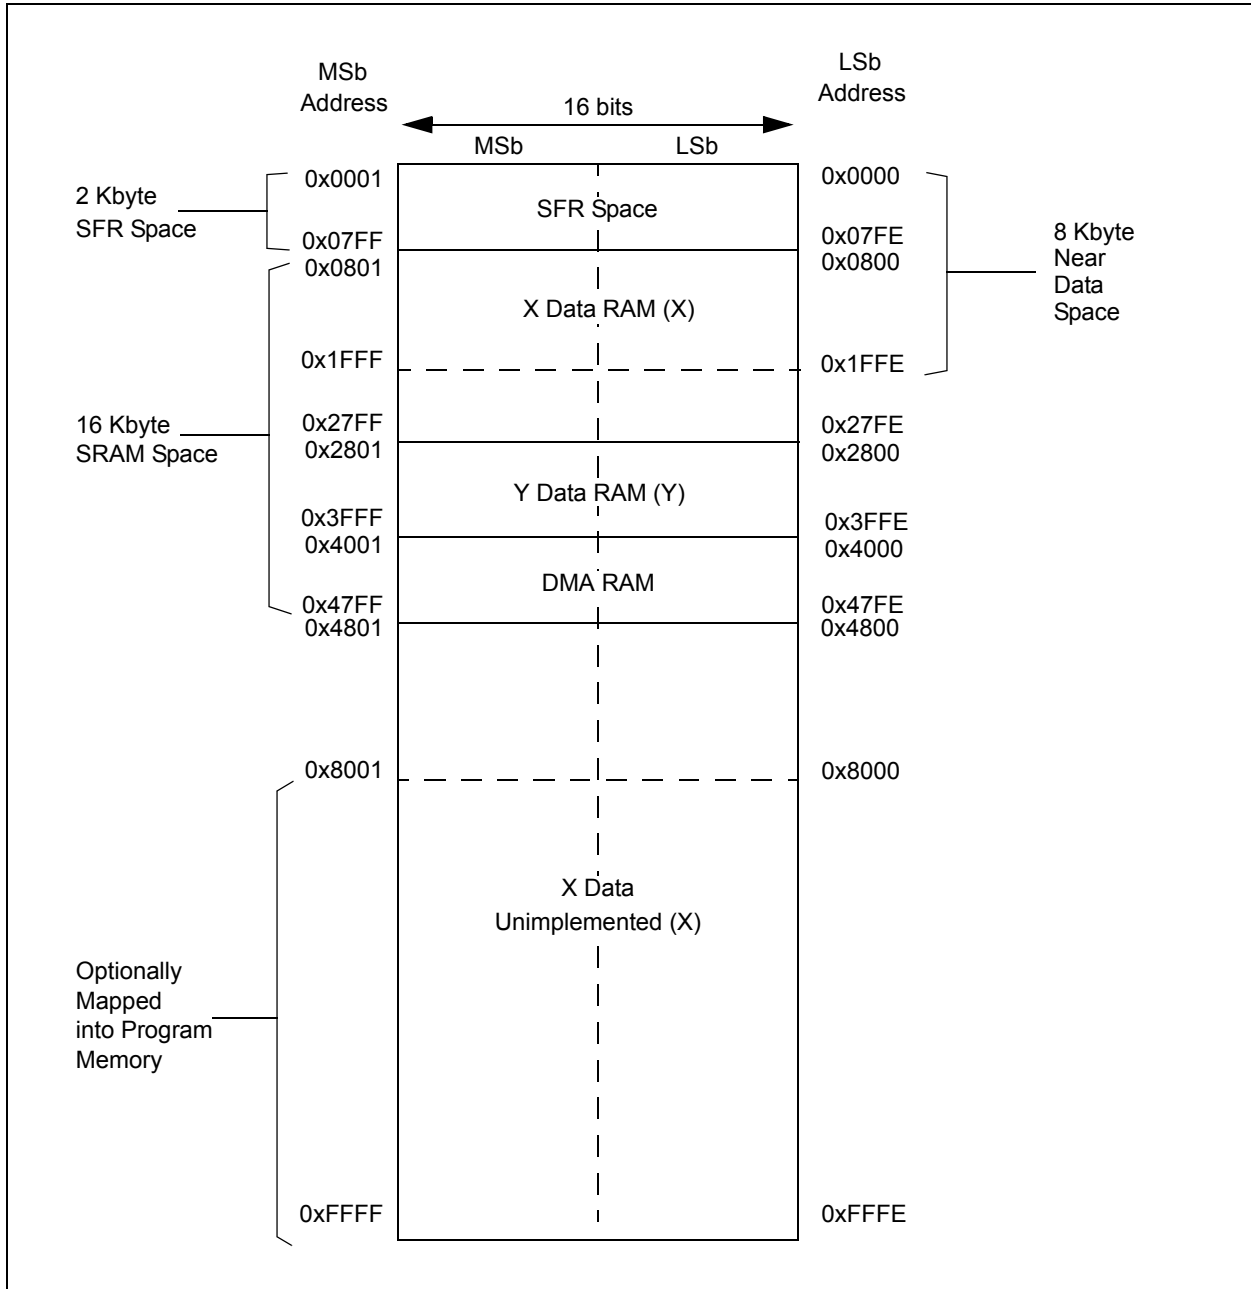 MSb
Address
LSb
Address
16 bits
MSb
LSb
2 Kbyte
SFR Space
0x0001
0x07FF
0x0801
SFR Space
0x0000
0x07FE
0x0800
8 Kbyte
Near
Data
Space
X Data RAM (X)
0x1FFF
0x1FFE
16 Kbyte
SRAM Space
0x27FF
0x2801
0x27FE
0x2800
Y Data RAM (Y)
0x3FFF
0x4001
0x3FFE
0x4000
DMA RAM
0x47FF
0x4801
0x47FE
0x4800
0x8001
0x8000
X Data
Unimplemented (X)
Optionally
Mapped
into Program
Memory
0xFFFF
0xFFFE